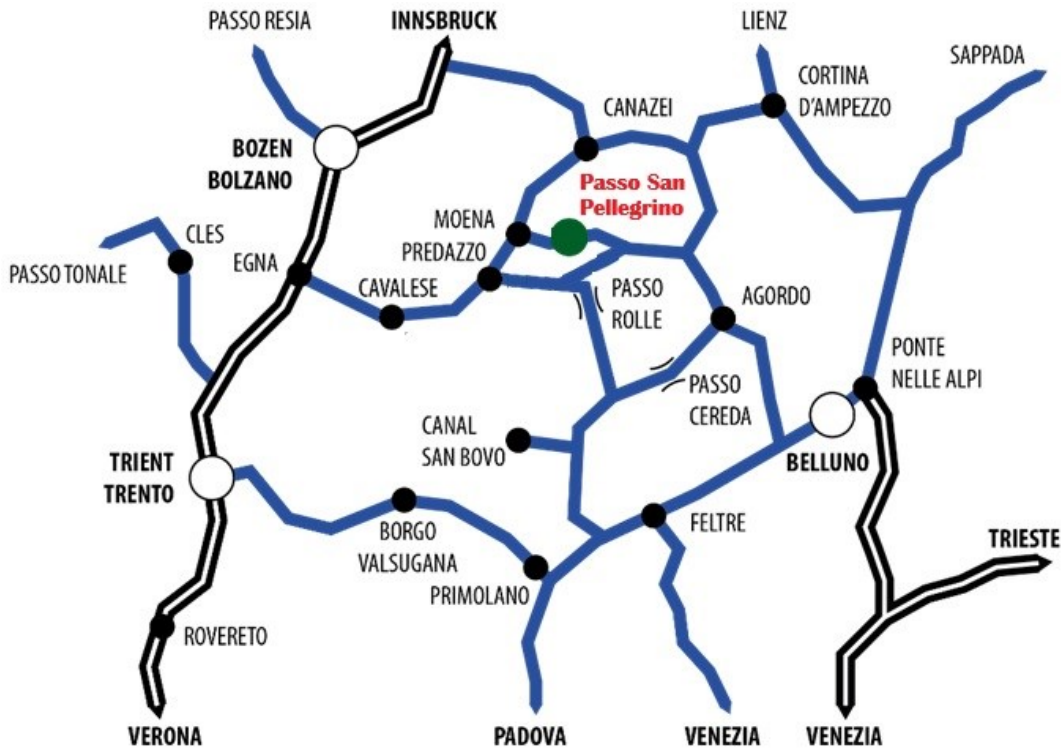 PASSO RESIA
INNSBRUCK
LIENZ
SAPPADA
CORTINA
D'AMPEZZO
CANAZEI
BOZEN
BOLZANO
Passo San
Pellegrino
MOENA
PREDAZZO
CLES
PASSO TONALE
EGNA
CAVALESE
PASSO
ROLLE
AGORDO
PONTE
NELLE ALPI
PASSO
CEREDA
CANAL
SAN BOVO
BELLUNO
TRIENT
TRENTO
BORGO
VALSUGANA
FELTRE
TRIESTE
PRIMOLANO
ROVERETO
VERONA
PADOVA
VENEZIA
VENEZIA